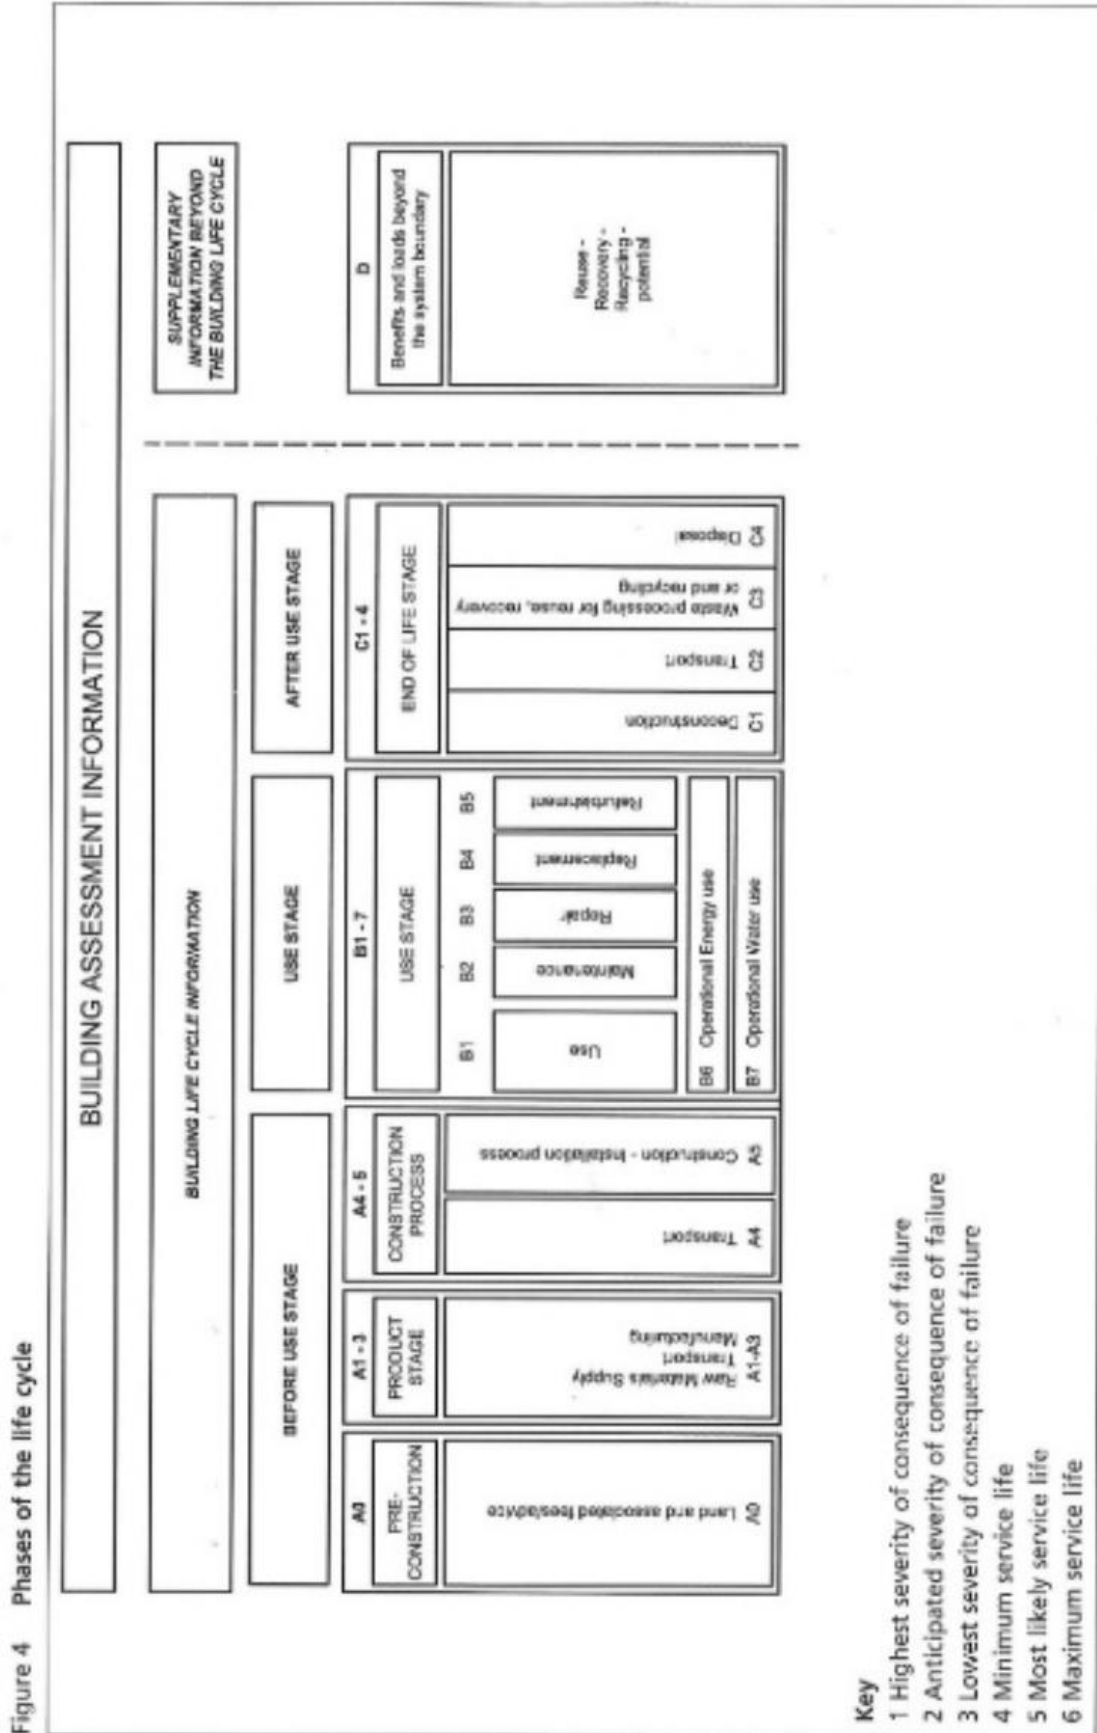 Figure 4 Phases of the life cycle
BUILDING ASSESSMENT INFORMATION
BUILDING LIFE CYCLE INFORMATION
SUPPLEMENTARY
INFORMATION BEYOND
THE BUILDING LIFE CYCLE
BEFORE USE STAGE
USE STAGE
AFTER USE STAGE
A0
PRE-
CONSTRUCTION
A1 - 3
PRODUCT
STAGE
A4 - 5
CONSTRUCTION
PROCESS
B1 - 7
USE STAGE
C1 - 4
END OF LIFE STAGE
D
Benefits and loads beyond
the system boundary
A0 Land and associated fees/advice
Raw Materials Supply
Transport
Manufacturing
A1-A3
A4 Transport
A5 Construction - Installation process
B1
Use
B2
Maintenance
B3
Repair
B4
Replacement
B5
Refurbishment
B6 Operational Energy use
B7 Operational Water use
C1 Deconstruction
C2 Transport
C3 Waste processing for reuse, recovery
or and recycling
C4 Disposal
Reuse -
Recovery -
Recycling -
potential
Key
1 Highest severity of consequence of failure
2 Anticipated severity of consequence of failure
3 Lowest severity of consequence of failure
4 Minimum service life
5 Most likely service life
6 Maximum service life